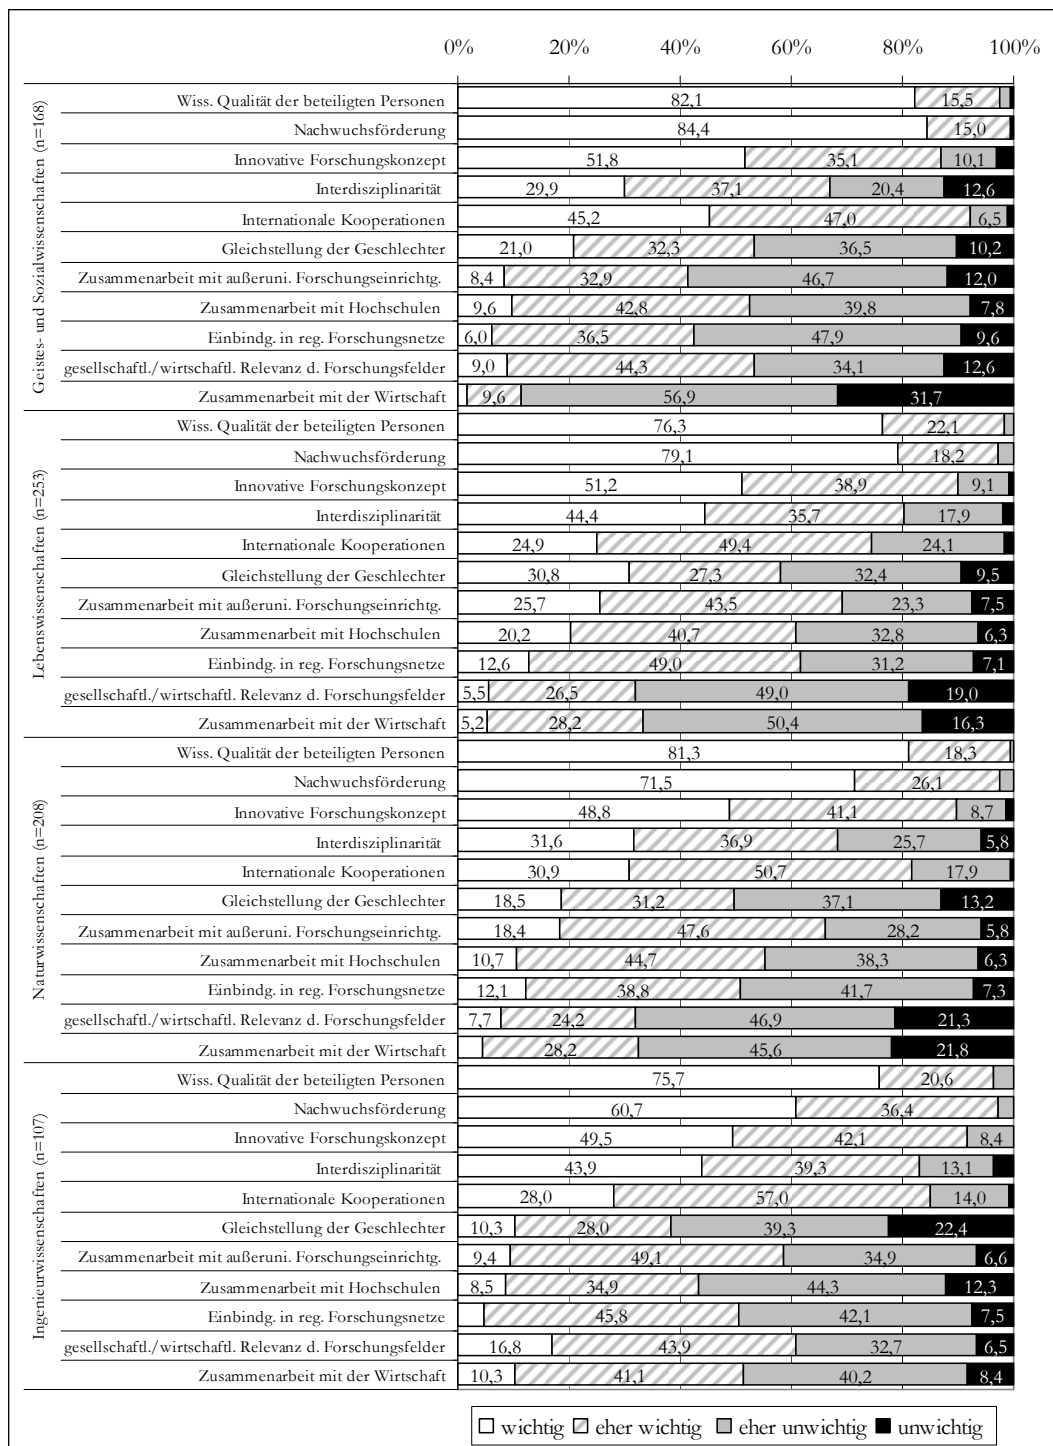 0% 20% 40% 60% 80% 100%
Geistes- und Sozialwissenschaften (n=168)
Wiss. Qualität der beteiligten Personen 82,1 15,5
Nachwuchsförderung 84,4 15,0
Innovative Forschungskonzept 51,8 35,1 10,1
Interdisziplinarität 29,9 37,1 20,4 12,6
Internationale Kooperationen 45,2 47,0 6,5
Gleichstellung der Geschlechter 21,0 32,3 36,5 10,2
Zusammenarbeit mit außeruni. Forschungseinrichtg. 8,4 32,9 46,7 12,0
Zusammenarbeit mit Hochschulen 9,6 42,8 39,8 7,8
Einbindg. in reg. Forschungsnetze 6,0 36,5 47,9 9,6
gesellschaftl./wirtschaftl. Relevanz d. Forschungsfelder 9,0 44,3 34,1 12,6
Zusammenarbeit mit der Wirtschaft 9,6 56,9 31,7
Lebenswissenschaften (n=253)
Wiss. Qualität der beteiligten Personen 76,3 22,1
Nachwuchsförderung 79,1 18,2
Innovative Forschungskonzept 51,2 38,9 9,1
Interdisziplinarität 44,4 35,7 17,9
Internationale Kooperationen 24,9 49,4 24,1
Gleichstellung der Geschlechter 30,8 27,3 32,4 9,5
Zusammenarbeit mit außeruni. Forschungseinrichtg. 25,7 43,5 23,3 7,5
Zusammenarbeit mit Hochschulen 20,2 40,7 32,8 6,3
Einbindg. in reg. Forschungsnetze 12,6 49,0 31,2 7,1
gesellschaftl./wirtschaftl. Relevanz d. Forschungsfelder 5,5 26,5 49,0 19,0
Zusammenarbeit mit der Wirtschaft 5,2 28,2 50,4 16,3
Naturwissenschaften (n=208)
Wiss. Qualität der beteiligten Personen 81,3 18,3
Nachwuchsförderung 71,5 26,1
Innovative Forschungskonzept 48,8 41,1 8,7
Interdisziplinarität 31,6 36,9 25,7 5,8
Internationale Kooperationen 30,9 50,7 17,9
Gleichstellung der Geschlechter 18,5 31,2 37,1 13,2
Zusammenarbeit mit außeruni. Forschungseinrichtg. 18,4 47,6 28,2 5,8
Zusammenarbeit mit Hochschulen 10,7 44,7 38,3 6,3
Einbindg. in reg. Forschungsnetze 12,1 38,8 41,7 7,3
gesellschaftl./wirtschaftl. Relevanz d. Forschungsfelder 7,7 24,2 46,9 21,3
Zusammenarbeit mit der Wirtschaft 28,2 45,6 21,8
Ingenieurwissenschaften (n=107)
Wiss. Qualität der beteiligten Personen 75,7 20,6
Nachwuchsförderung 60,7 36,4
Innovative Forschungskonzept 49,5 42,1 8,4
Interdisziplinarität 43,9 39,3 13,1
Internationale Kooperationen 28,0 57,0 14,0
Gleichstellung der Geschlechter 10,3 28,0 39,3 22,4
Zusammenarbeit mit außeruni. Forschungseinrichtg. 9,4 49,1 34,9 6,6
Zusammenarbeit mit Hochschulen 8,5 34,9 44,3 12,3
Einbindg. in reg. Forschungsnetze 45,8 42,1 7,5
gesellschaftl./wirtschaftl. Relevanz d. Forschungsfelder 16,8 43,9 32,7 6,5
Zusammenarbeit mit der Wirtschaft 10,3 41,1 40,2 8,4
wichtig eher wichtig eher unwichtig unwichtig